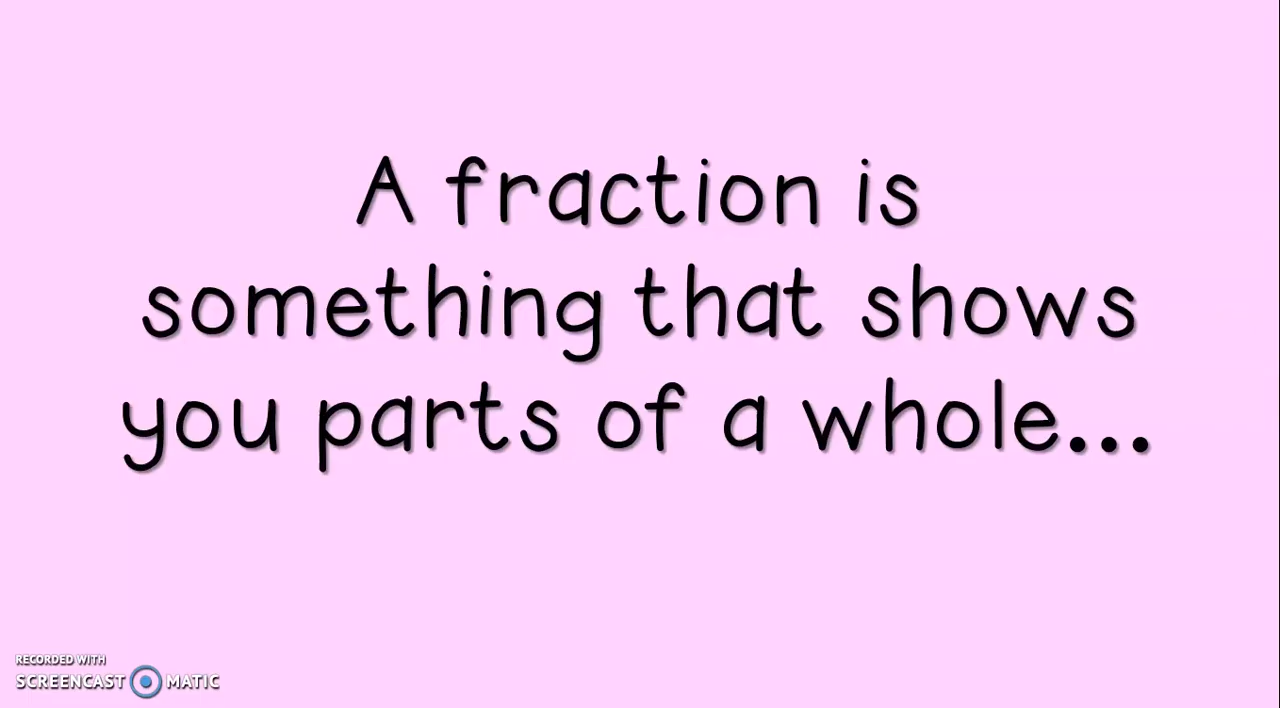 A fraction is
something that shows
you parts of a whole...
RECORDED WITH
SCREENCAST MATIC